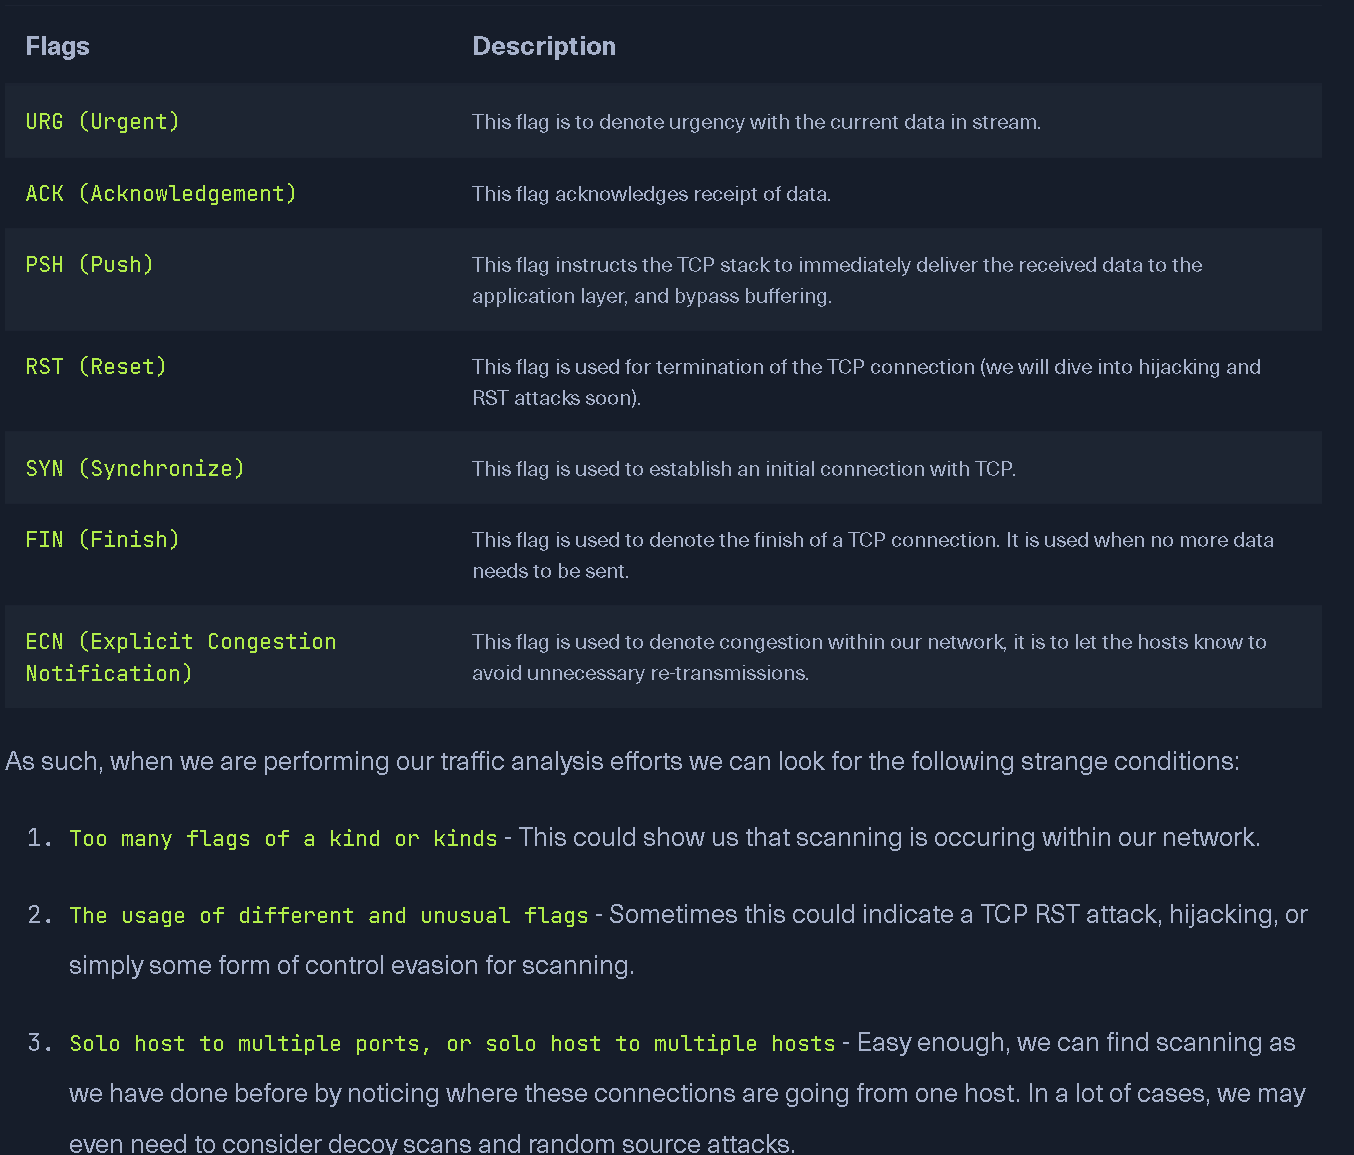 Flags Description
URG (Urgent) This flag is to denote urgency with the current data in stream.
ACK (Acknowledgement) This flag acknowledges receipt of data.
PSH (Push) This flag instructs the TCP stack to immediately deliver the received data to the
application layer, and bypass buffering.
RST (Reset) This flag is used for termination of the TCP connection (we will dive into hijacking and
RST attacks soon).
SYN (Synchronize) This flag is used to establish an initial connection with TCP.
FIN (Finish) This flag is used to denote the finish of a TCP connection. It is used when no more data
needs to be sent.
ECN (Explicit Congestion This flag is used to denote congestion within our network, it is to let the hosts know to
Notification) avoid unnecessary re-transmissions.
As such, when we are performing our traffic analysis efforts we can look for the following strange conditions:
1. Too many flags of a kind or kinds - This could show us that scanning is occuring within our network.
2. The usage of different and unusual flags - Sometimes this could indicate a TCP RST attack, hijacking, or
simply some form of control evasion for scanning.
3. Solo host to multiple ports, or solo host to multiple hosts - Easy enough, we can find scanning as
we have done before by noticing where these connections are going from one host. In a lot of cases, we may
even need to consider decoy scans and random source attacks.